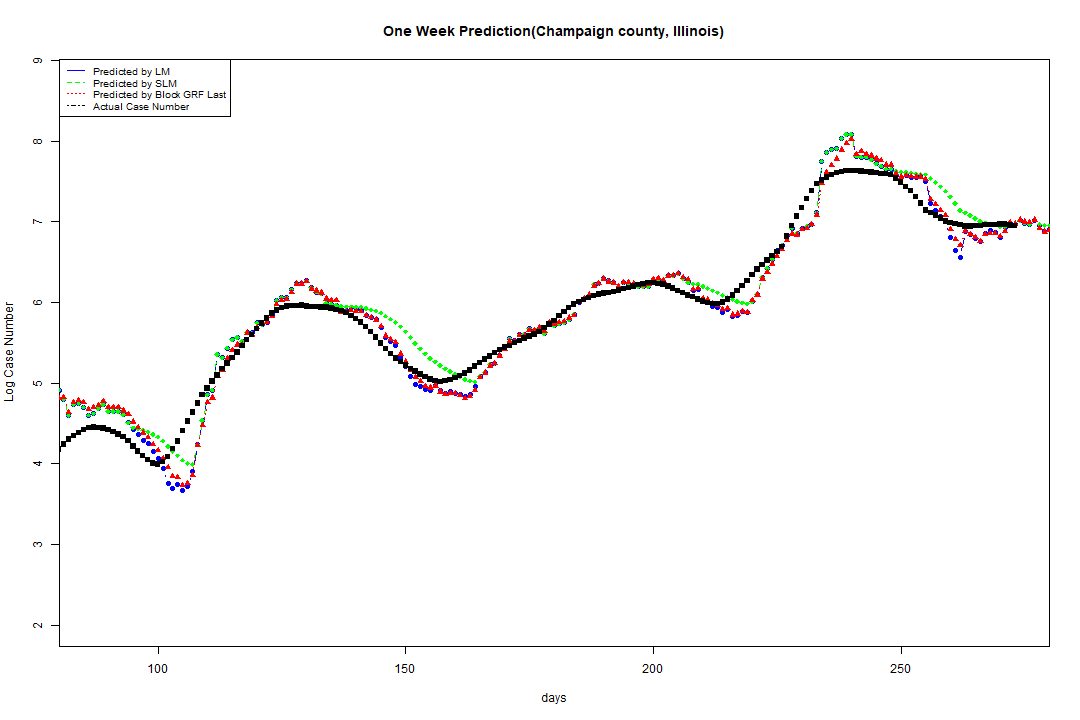 One Week Prediction(Champaign county, Illinois)
Predicted by LM
Predicted by SLM
Predicted by Block GRF Last
Actual Case Number
Log Case Number
9
8
7
6
5
4
3
2
100 150 200 250
days